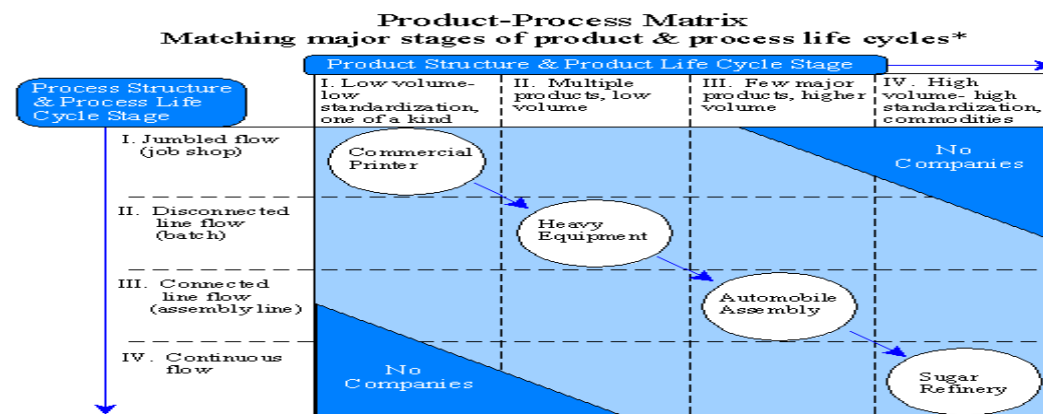 Product-Process Matrix
Matching major stages of product & process life cycles*
Product Structure & Product Life Cycle Stage
Process Structure
& Process Life
Cycle Stage
I. Low volume-
low
standardization,
one of a kind
II. Multiple
products, low
volume
III. Few major
products, higher
volume
IV. High
volume- high
standardization,
commodities
I. Jumbled flow
(job shop)
Commercial
Printer
No
Companies
II. Disconnected
line flow
(batch)
Heavy
Equipment
III. Connected
line flow
(assembly line)
Automobile
Assembly
IV. Continuous
flow
No
Companies
Sugar
Refinery